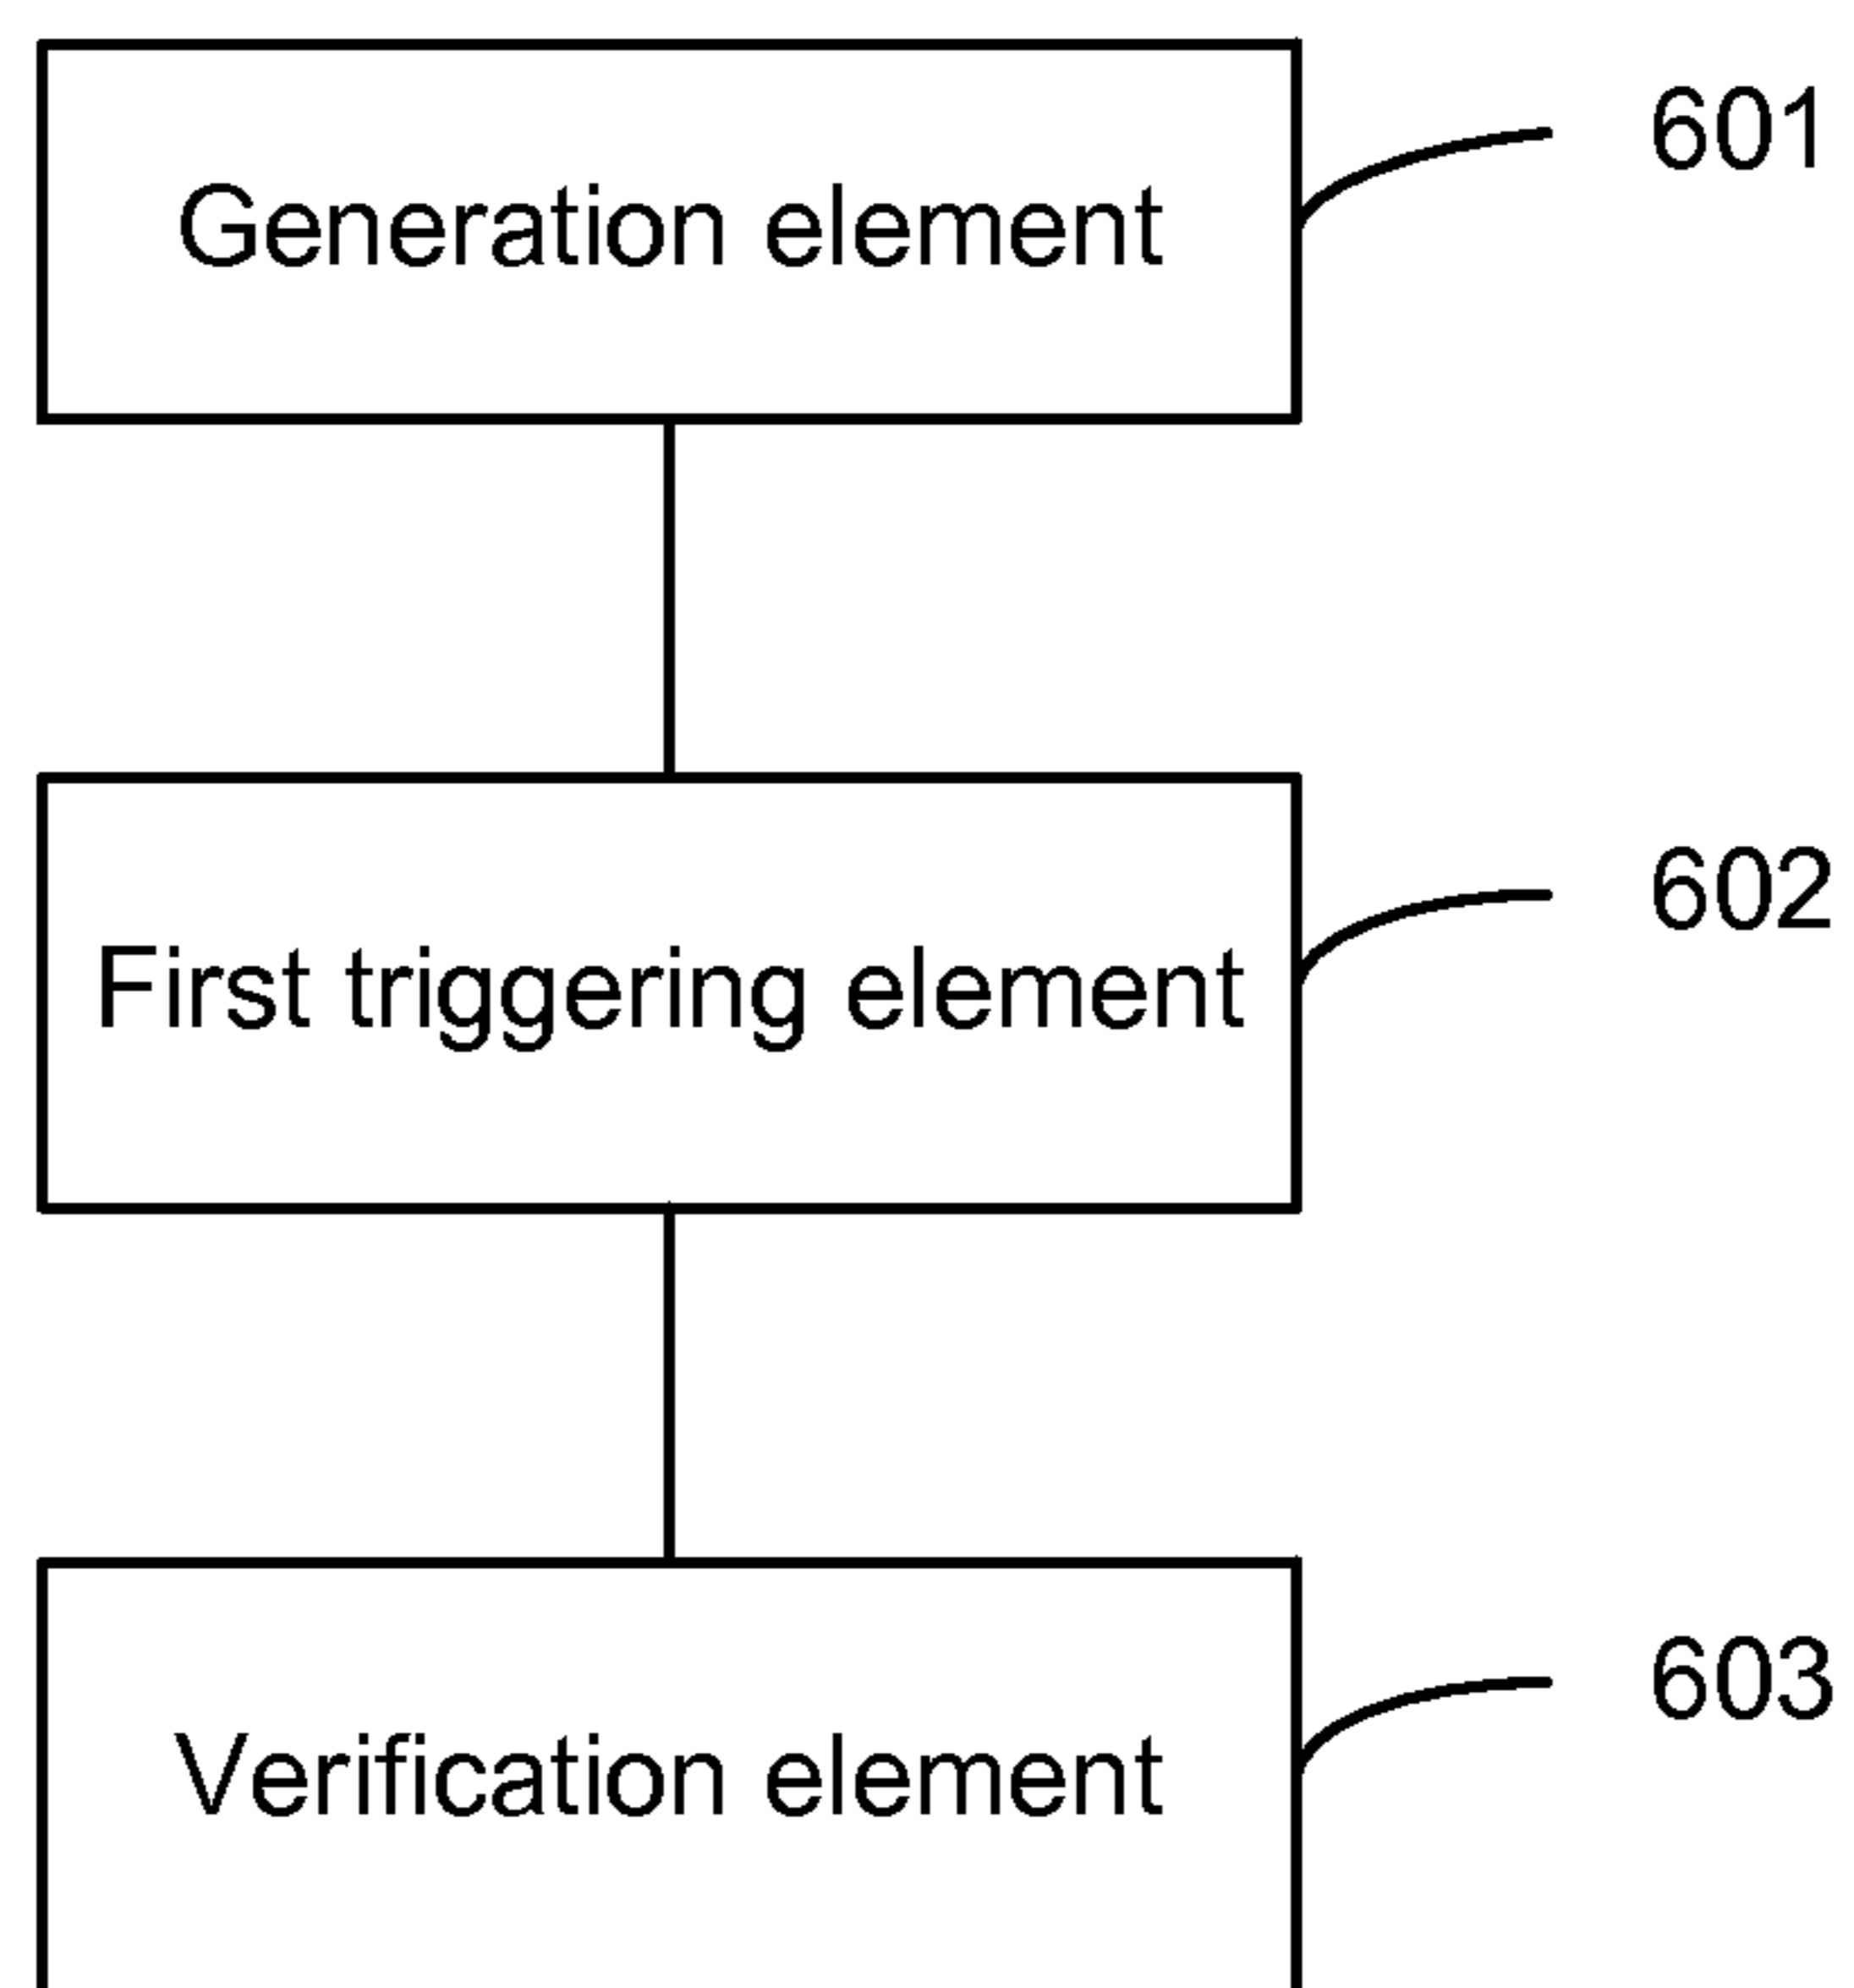 601
Generation element
602
First triggering element
603
Verification element